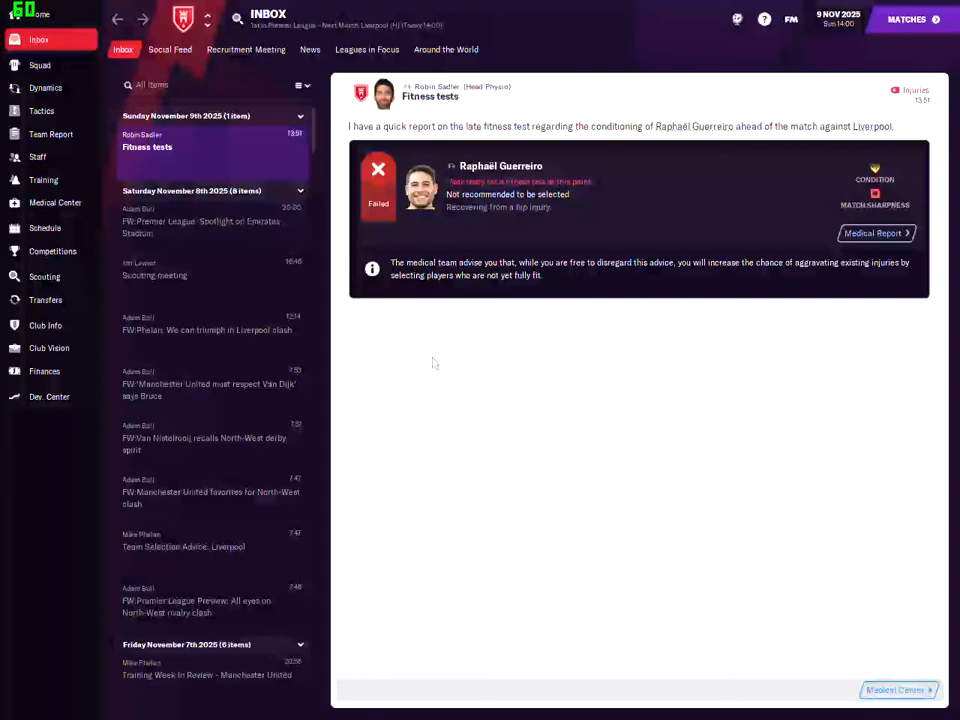 60
ome
INBOX
Next Match: Liverpool (H) (Today 14:00)
FM
9 NOV 2025
Sun 14:00
MATCHES
Inbox
Squad
Dynamics
Tactics
Team Report
Staff
Training
Medical Center
Schedule
Competitions
Scouting
Transfers
Club Info
Club Vision
Finances
Dev. Center
Inbox
Social Feed
Recruitment Meeting
News
Leagues in Focus
Around the World
All Items
Sunday November 9th 2025 (1 item)
Robin Sadler
13:51
Fitness tests
Saturday November 8th 2025 (8 items)
Adam Bull
20:00
FW:Premier League: Spotlight on Emirates
Stadium
Jim Lawlor
16:46
Scouting meeting
Adam Bull
12:14
FW:Phelan: We can triumph in Liverpool clash
Adam Bull
7:53
FW:'Manchester United must respect Van Dijk'
says Bruce
Adam Bull
7:51
FW:Van Nistelrooij recalls North-West derby
spirit
Adam Bull
7:47
FW:Manchester United favorites for North-West
clash
Mike Phelan
7:47
Team Selection Advice: Liverpool
Adam Bull
7:46
FW:Premier League Preview: All eyes on
North-West rivalry clash
Friday November 7th 2025 (6 items)
Mike Phelan
20:58
Training Week In Review - Manchester United
Robin Sadler (Head Physio)
Fitness tests
Injuries
13:51
I have a quick report on the late fitness test regarding the conditioning of Raphaël Guerreiro ahead of the match against Liverpool.
Failed
Raphaël Guerreiro
Not ready for a fitness test at this point
Not recommended to be selected
Recovering from a hip injury.
CONDITION
MATCH SHARPNESS
Medical Report
The medical team advise you that, while you are free to disregard this advice, you will increase the chance of aggravating existing injuries by
selecting players who are not yet fully fit.
Medical Center